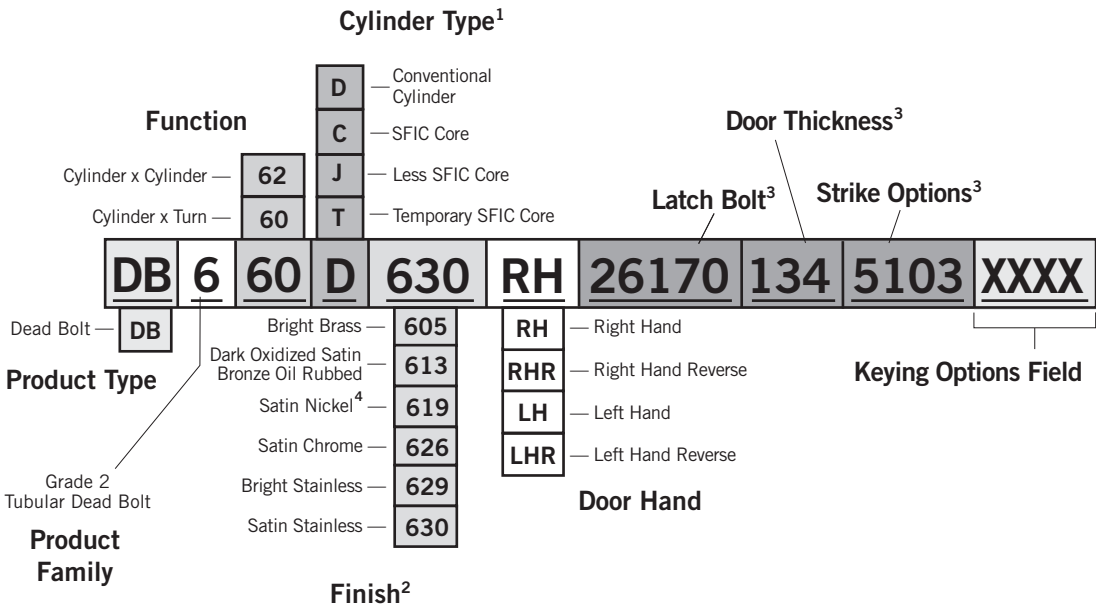 Cylinder Type¹
D
Conventional
Cylinder
C
SFIC Core
J
Less SFIC Core
T
Temporary SFIC Core
Function
Cylinder x Cylinder
62
Cylinder x Turn
60
Door Thickness³
Latch Bolt³
Strike Options³
DB 6 60 D 630 RH 26170 134 5103 XXXX
Dead Bolt
DB
Product Type
Grade 2
Tubular Dead Bolt
Product
Family
Bright Brass
605
Dark Oxidized Satin
Bronze Oil Rubbed
613
Satin Nickel⁴
619
Satin Chrome
626
Bright Stainless
629
Satin Stainless
630
Finish²
RH
Right Hand
RHR
Right Hand Reverse
LH
Left Hand
LHR
Left Hand Reverse
Door Hand
Keying Options Field